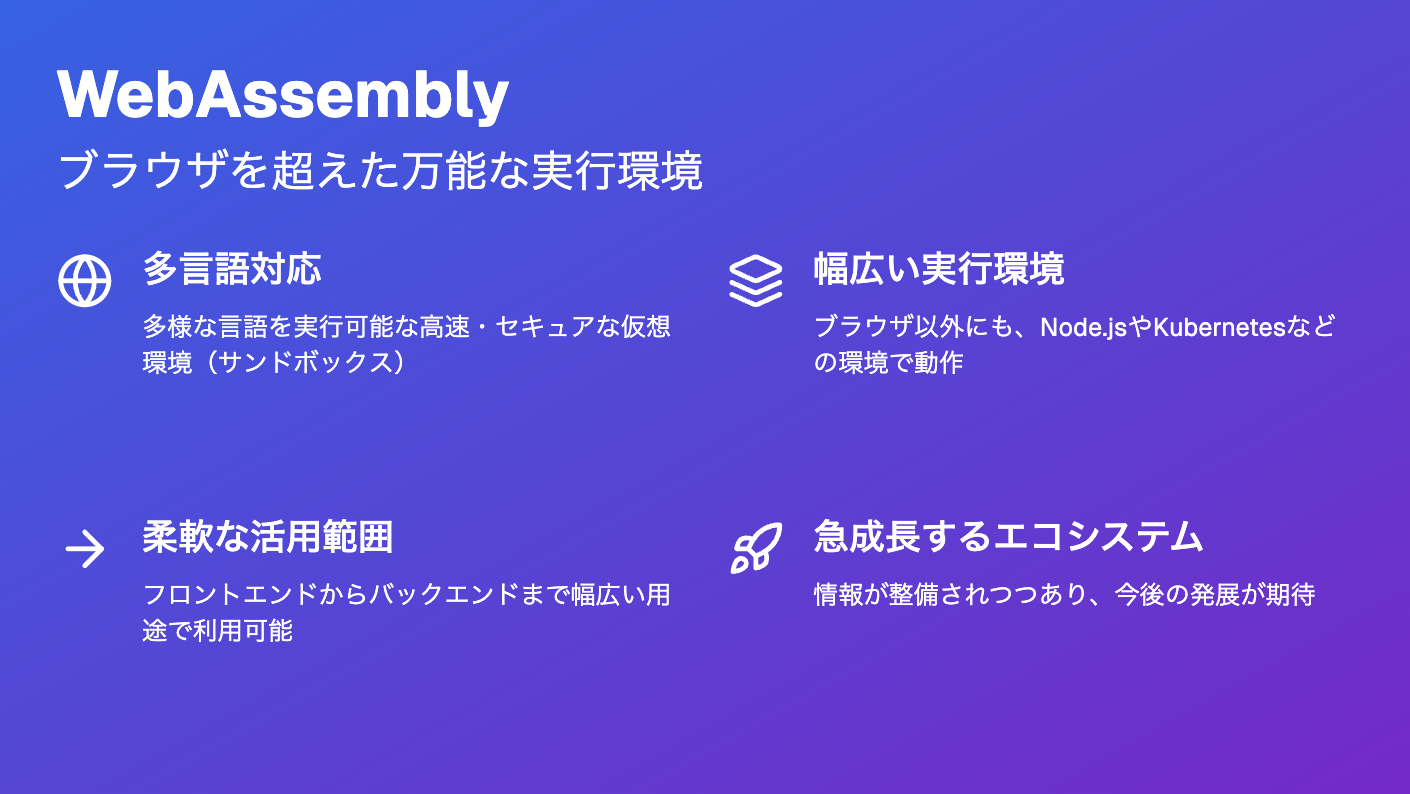 WebAssembly
ブラウザを超えた万能な実行環境
多言語対応
多様な言語を実行可能な高速・セキュアな仮想
環境（サンドボックス）
幅広い実行環境
ブラウザ以外にも、Node.jsやKubernetesなど
の環境で動作
柔軟な活用範囲
フロントエンドからバックエンドまで幅広い用
途で利用可能
急成長するエコシステム
情報が整備されつつあり、今後の発展が期待